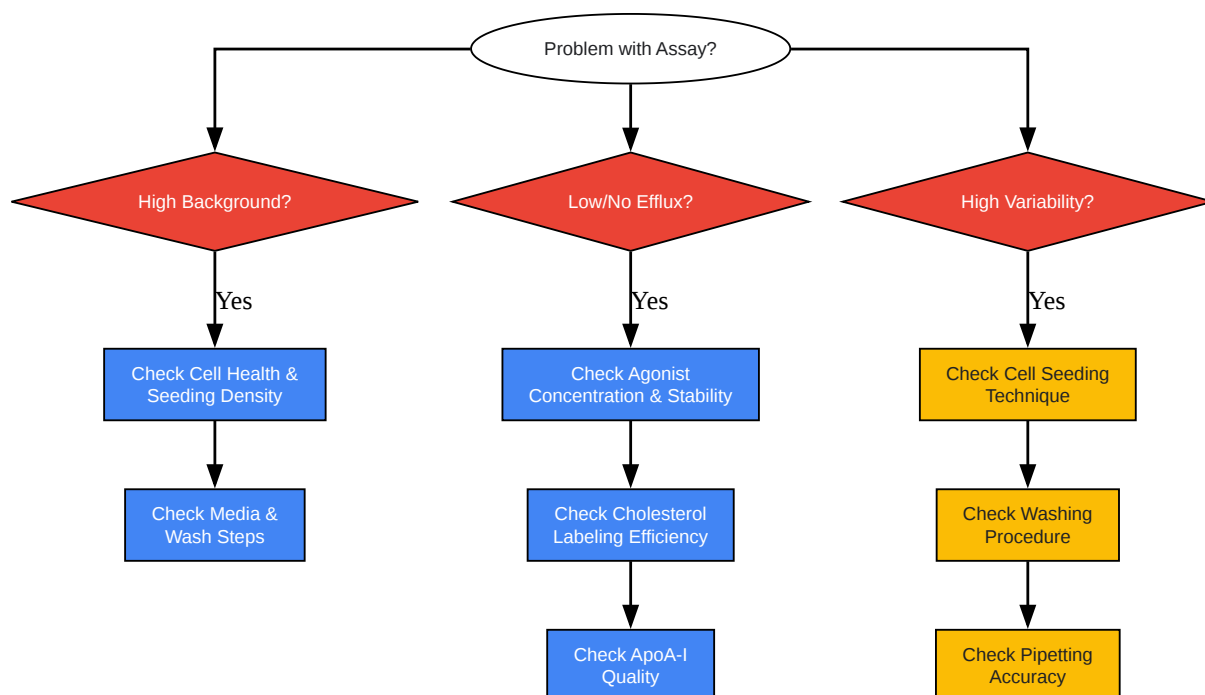 Problem with Assay?
High Background?
Low/No Efflux?
High Variability?
Yes
Yes
Yes
Check Cell Health &
Seeding Density
Check Agonist
Concentration & Stability
Check Cell Seeding
Technique
Check Media &
Wash Steps
Check Cholesterol
Labeling Efficiency
Check Washing
Procedure
Check ApoA-I
Quality
Check Pipetting
Accuracy